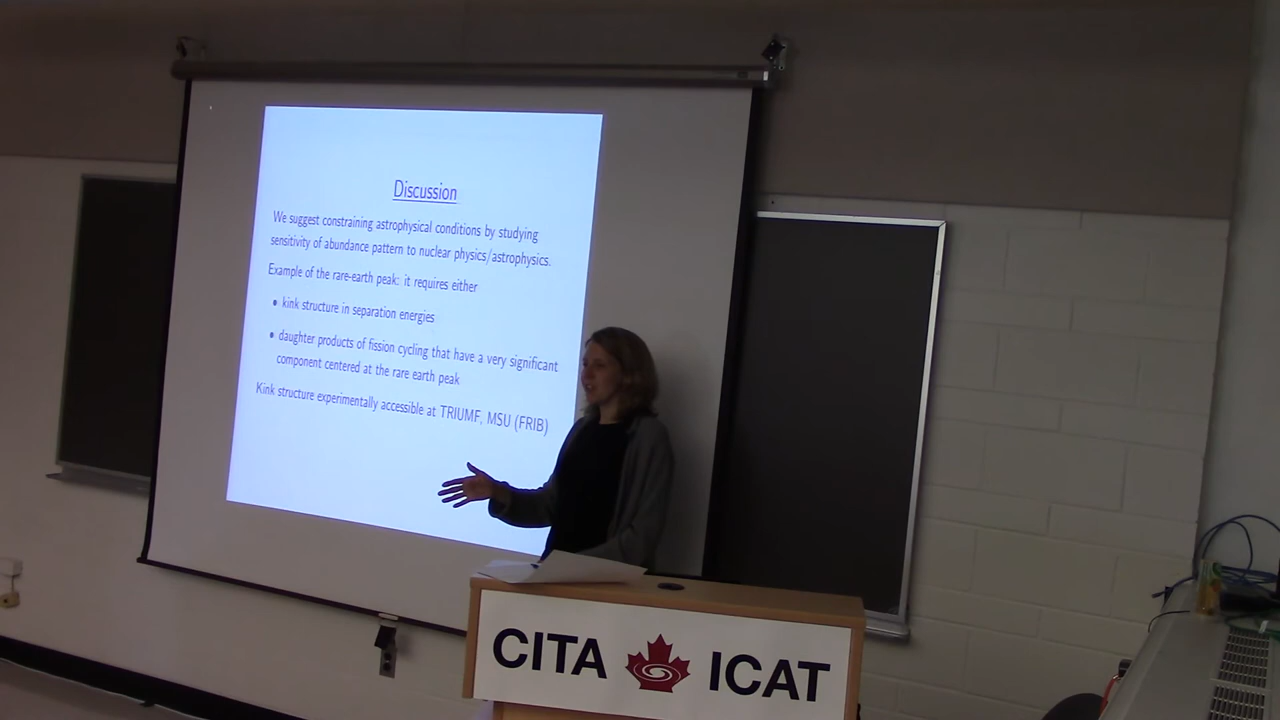 Discussion
We suggest constraining astrophysical conditions by studying
sensitivity of abundance pattern to nuclear physics/astrophysics.
Example of the rare-earth peak: it requires either
• kink structure in separation energies
• daughter products of fission cycling that have a very significant
component centered at the rare earth peak
Kink structure experimentally accessible at TRIUMF, MSU (FRIB)
CITA ICAT